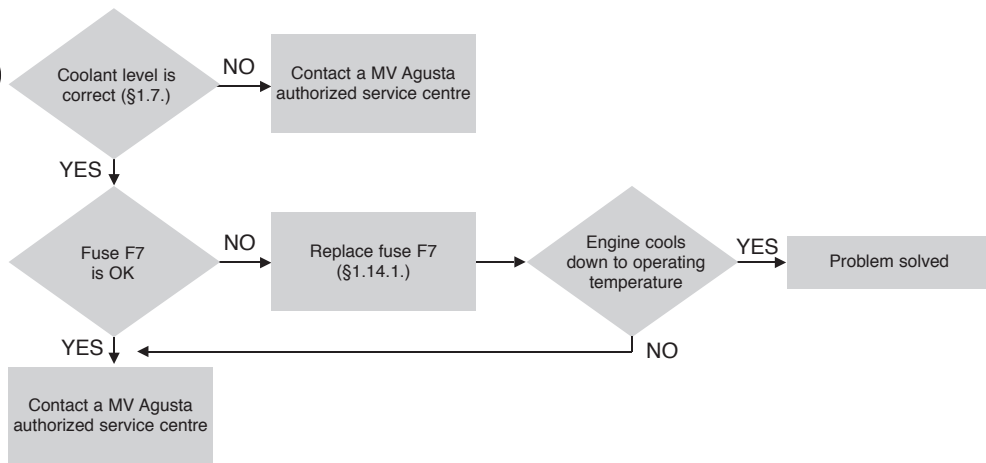 )
Coolant level is
correct (§1.7.)
NO
Contact a MV Agusta
authorized service centre
YES
Fuse F7
is OK
NO
Replace fuse F7
(§1.14.1.)
Engine cools
down to operating
temperature
YES
Problem solved
YES
NO
Contact a MV Agusta
authorized service centre